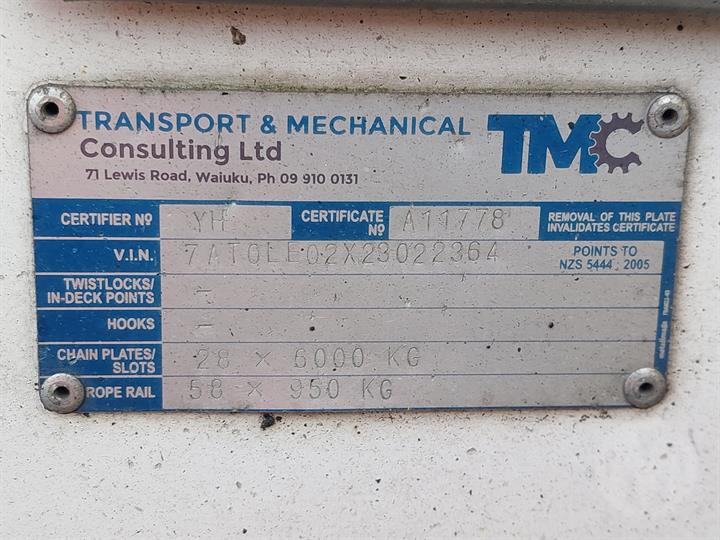 TRANSPORT & MECHANICAL
Consulting Ltd
71 Lewis Road, Waiuku, Ph 09 910 0131
TMC
CERTIFIER Nº YH CERTIFICATE Nº A11778 REMOVAL OF THIS PLATE INVALIDATES CERTIFICATE
V.I.N. 7AT0LE02X23022364 POINTS TO NZS 5444 : 2005
TWISTLOCKS/
IN-DECK POINTS -
HOOKS -
CHAIN PLATES/
SLOTS 28 × 6000 KG
ROPE RAIL 58 × 950 KG